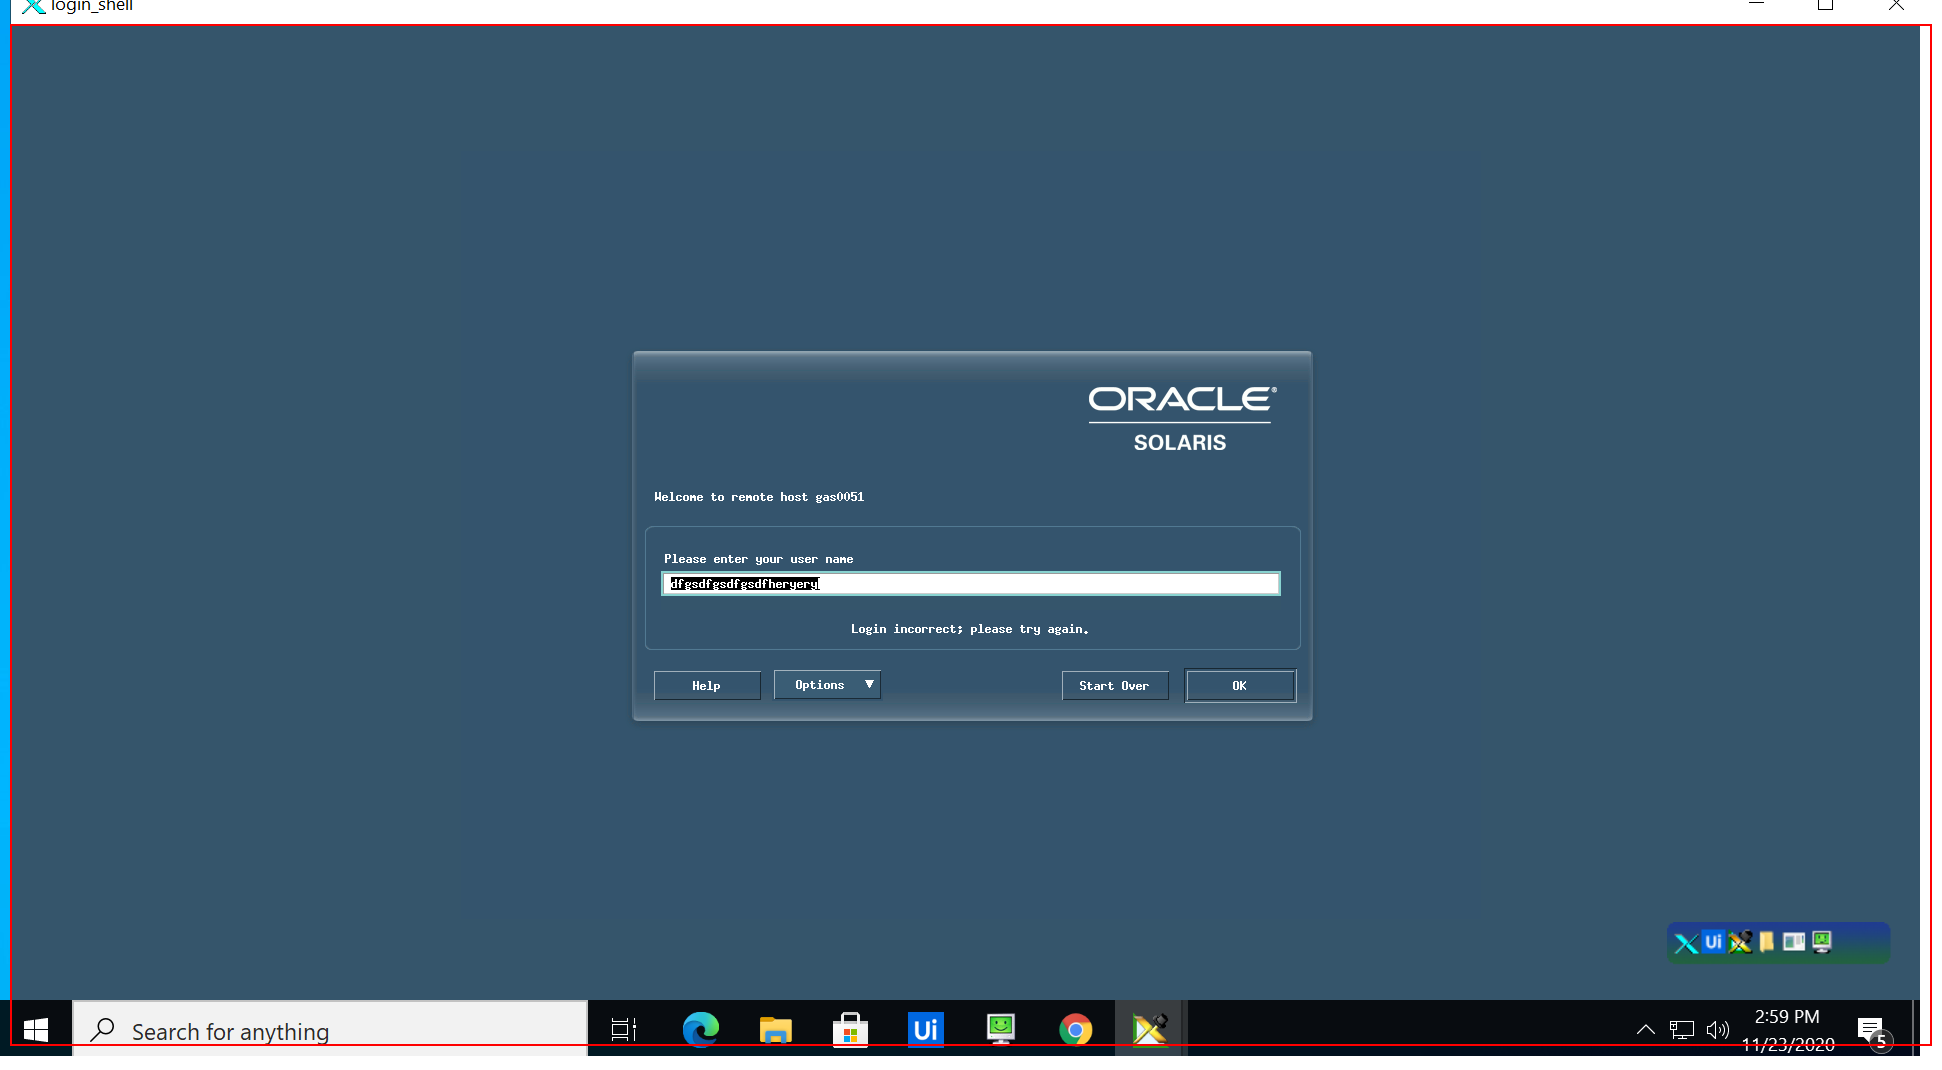 login_shell
ORACLE®
SOLARIS
Welcome to remote host gas0051
Please enter your user name
dfgsdfgsdfgsdfheryery
Login incorrect; please try again.
Help
Options
Start Over
OK
Ui
Search for anything
Ui
2:59 PM
11/23/2020
5